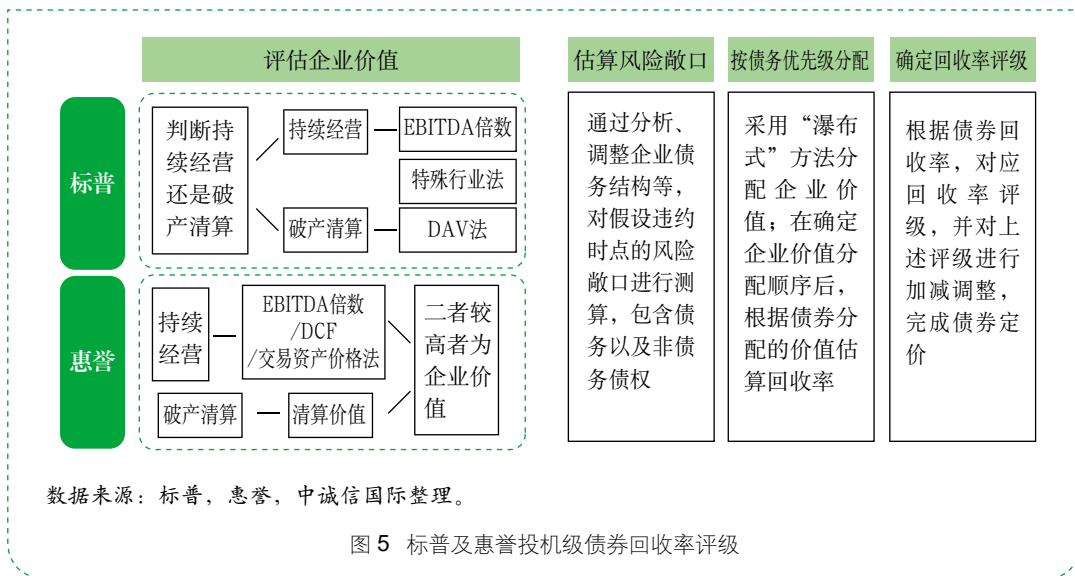 评估企业价值
估算风险敞口
按债务优先级分配
确定回收率评级
标普
判断持
续经营
还是破
产清算
持续经营
EBITDA倍数
特殊行业法
破产清算
DAV法
惠誉
持续
经营
EBITDA倍数
/DCF
/交易资产价格法
破产清算
清算价值
二者较
高者为
企业价
值
通过分析、
调整企业债
务结构等,
对假设违约
时点的风险
敞口进行测
算，包含债
务以及非债
务债权
采用“瀑布
式”方法分
配企业价
值；在确定
企业价值分
配顺序后，
根据债券分
配的价值估
算回收率
根据债券回
收率，对应
回收率评
级，并对上
述评级进行
加减调整，
完成债券定
价
数据来源：标普，惠誉，中诚信国际整理。
图 5 标普及惠誉投机级债券回收率评级